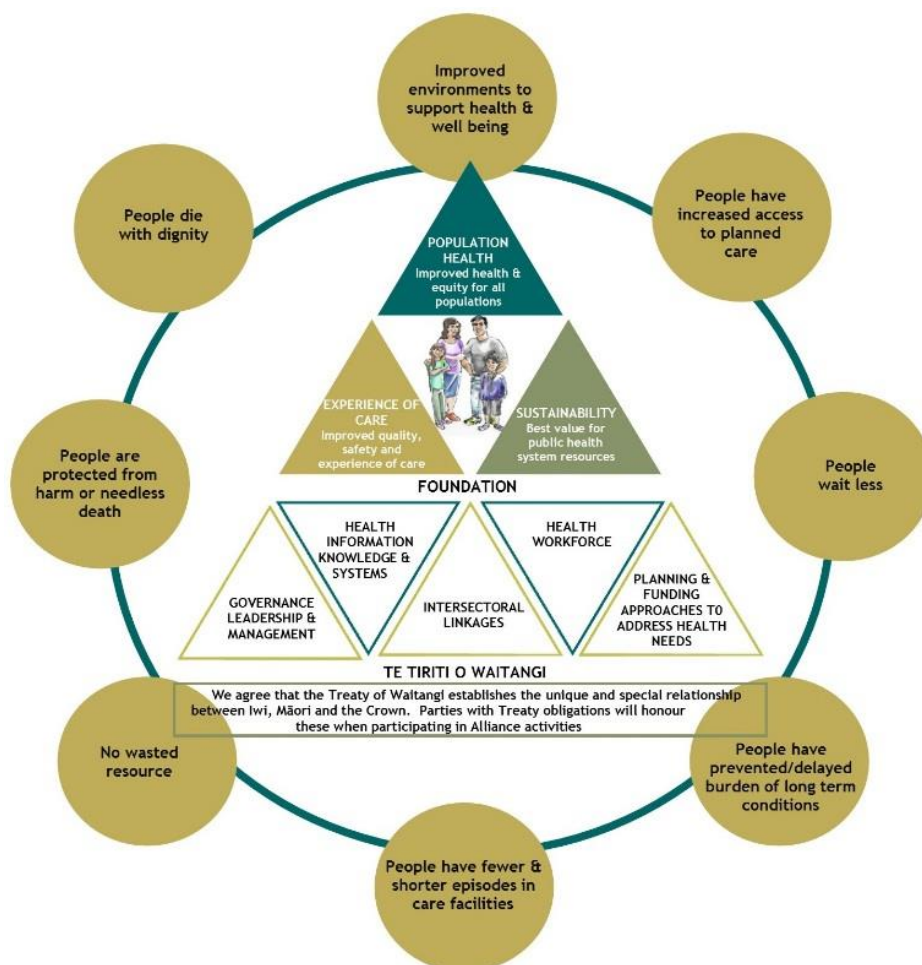 Improved
environments to
support health &
well being
People have
increased access
to planned
care
People
wait less
People have
prevented/delayed
burden of long term
conditions
People have fewer &
shorter episodes in
care facilities
No wasted
resource
People are
protected from
harm or needless
death
People die
with dignity
POPULATION
HEALTH
Improved health &
equity for all
populations
EXPERIENCE OF
CARE
Improved quality,
safety and
experience of care
SUSTAINABILITY
Best value for
public health
system resources
FOUNDATION
GOVERNANCE
LEADERSHIP &
MANAGEMENT
HEALTH
INFORMATION
KNOWLEDGE &
SYSTEMS
INTERSECTORAL
LINKAGES
HEALTH
WORKFORCE
PLANNING &
FUNDING
APPROACHES TO
ADDRESS HEALTH
NEEDS
TE TIRITI O WAITANGI
We agree that the Treaty of Waitangi establishes the unique and special relationship
between Iwi, Māori and the Crown. Parties with Treaty obligations will honour
these when participating in Alliance activities